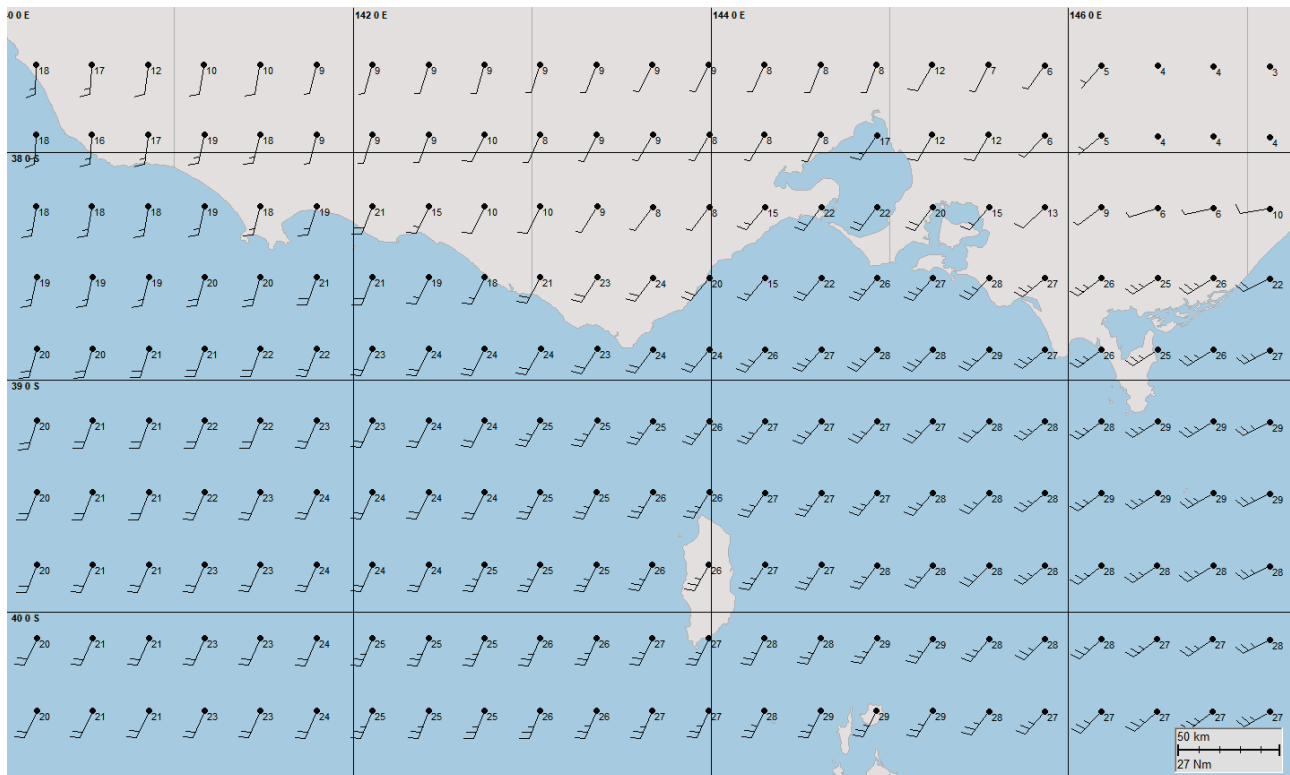 0 0 E 142 0 E 144 0 E 146 0 E
18 17 12 10 10 9 9 9 9 9 9 9 9 8 8 8 12 7 6 5 4 4 3
18 16 17 19 18 9 9 9 10 8 9 9 8 8 8 17 12 12 6 5 4 4 4
38 0 S
18 18 18 19 18 19 21 15 10 10 9 8 8 15 22 22 20 15 13 9 6 6 10
19 19 19 20 20 21 21 19 18 21 23 24 20 15 22 26 27 28 27 26 25 26 22
20 20 21 21 22 22 23 24 24 24 23 24 24 26 27 28 28 29 27 26 25 26 27
39 0 S
20 21 21 22 22 23 23 24 24 25 25 25 26 27 27 27 27 28 28 28 29 29 29
20 21 21 22 23 24 24 24 24 25 25 26 26 27 27 27 28 28 28 29 29 29 29
20 21 21 23 23 24 24 24 25 25 25 26 26 27 27 28 28 28 28 28 28 28 28
40 0 S
20 21 21 23 23 24 25 25 25 26 26 27 27 28 28 29 29 28 28 28 27 27 28
20 21 21 23 23 24 25 25 25 26 26 27 27 28 29 29 29 28 27 27 27 27 27
50 km
27 Nm